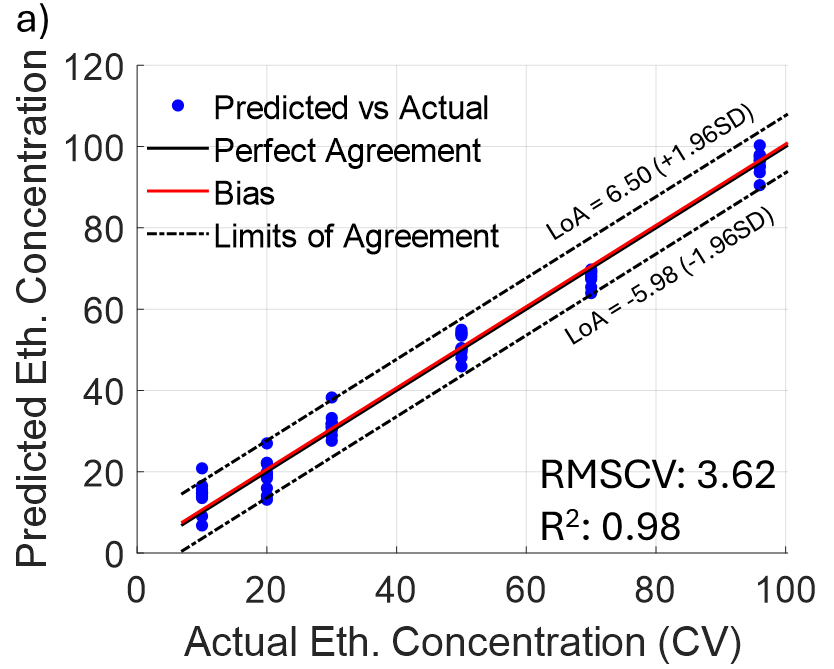 a)
Predicted Eth. Concentration
120
100
80
60
40
20
0
Predicted vs Actual
Perfect Agreement
Bias
Limits of Agreement
LoA = 6.50 (+1.96SD)
LoA = -5.98 (-1.96SD)
RMSCV: 3.62
R²: 0.98
0 20 40 60 80 100
Actual Eth. Concentration (CV)